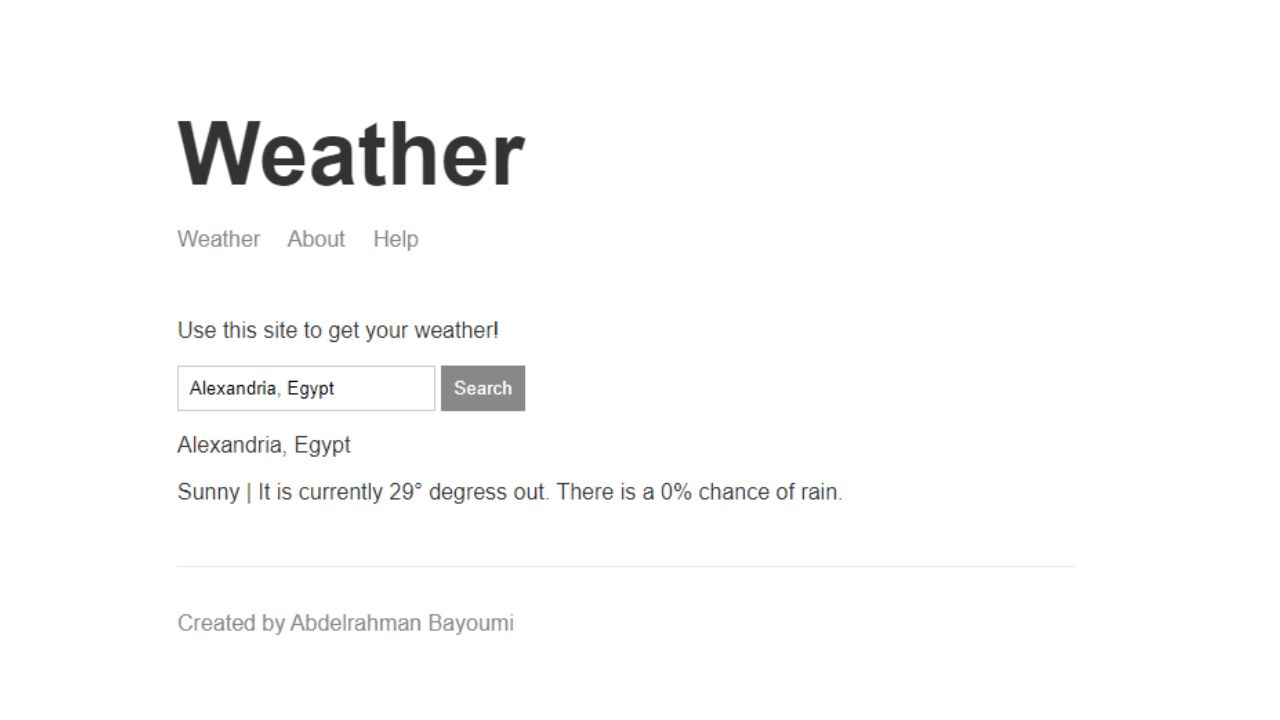 Weather
Weather About Help
Use this site to get your weather!
Alexandria, Egypt Search
Alexandria, Egypt
Sunny | It is currently 29° degress out. There is a 0% chance of rain.
Created by Abdelrahman Bayoumi